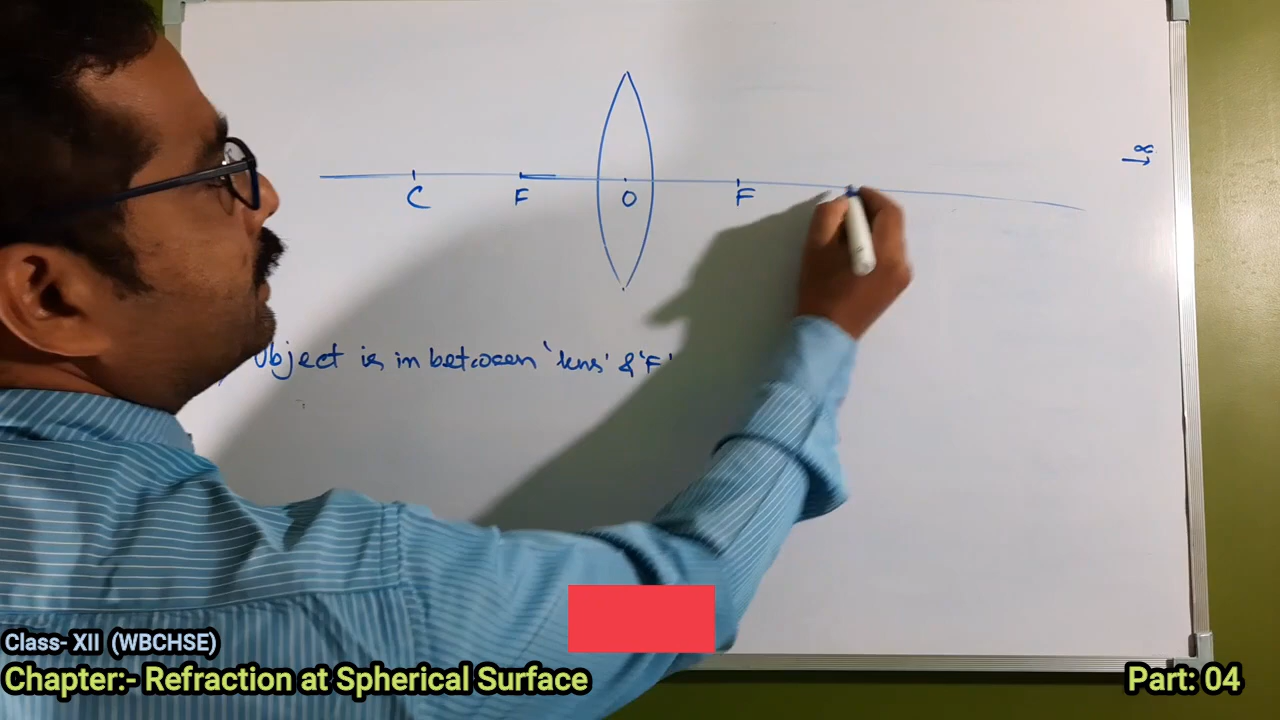 ∞
C F O F
Object is in between 'lens' & 'F'
Class- XII (WBCHSE)
Chapter:- Refraction at Spherical Surface
Part: 04